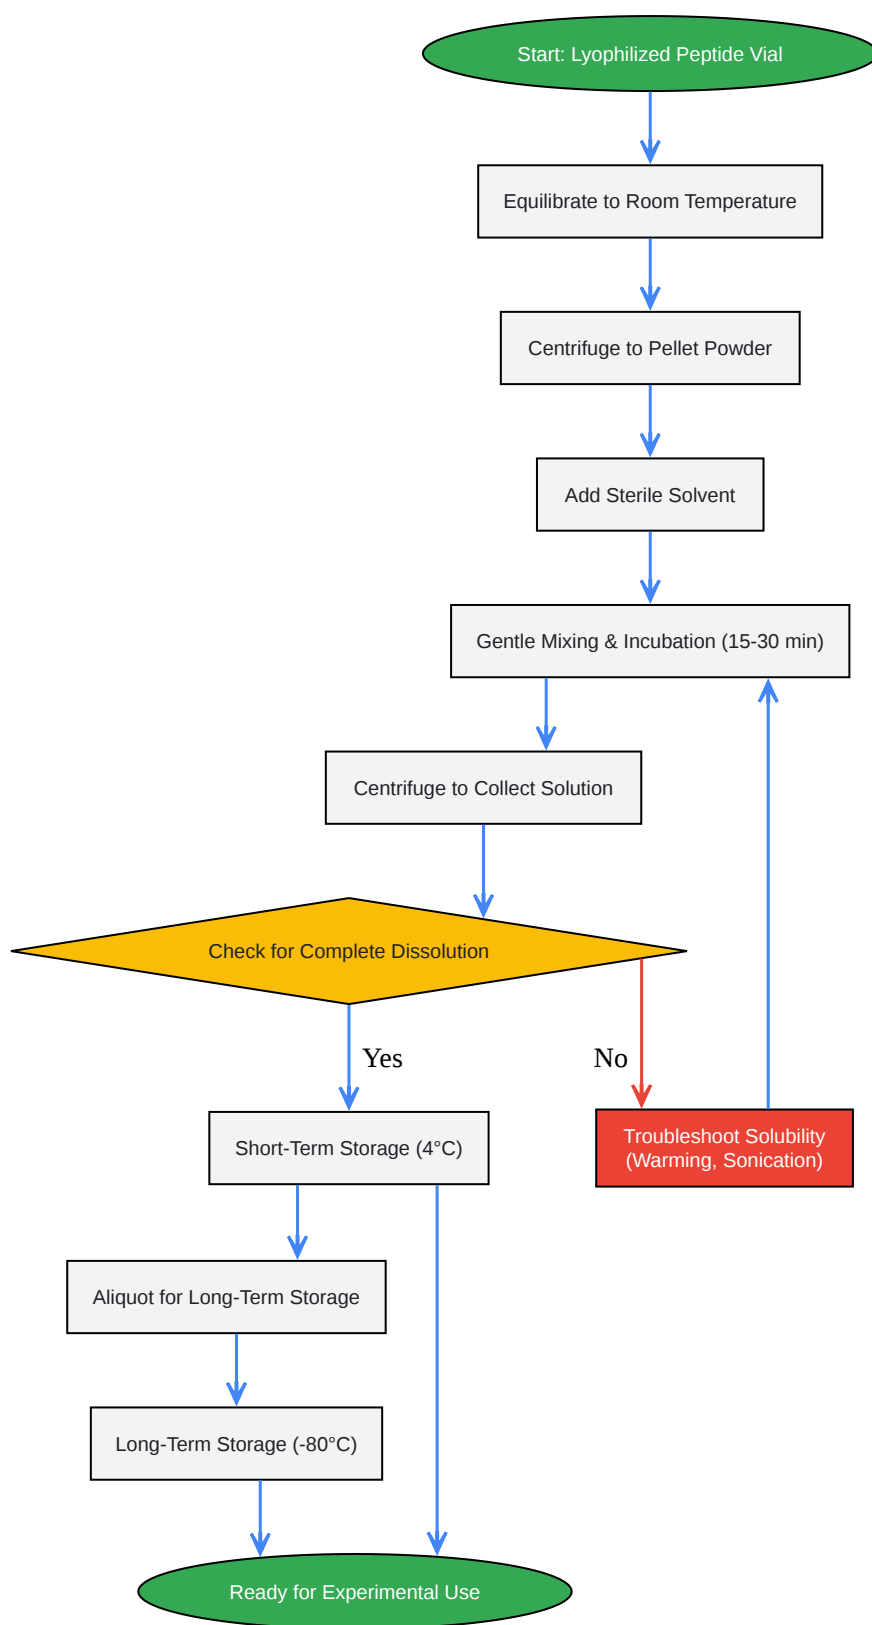 Start: Lyophilized Peptide Vial
Equilibrate to Room Temperature
Centrifuge to Pellet Powder
Add Sterile Solvent
Gentle Mixing & Incubation (15-30 min)
Centrifuge to Collect Solution
Check for Complete Dissolution
Yes
No
Short-Term Storage (4°C)
Troubleshoot Solubility
(Warming, Sonication)
Aliquot for Long-Term Storage
Long-Term Storage (-80°C)
Ready for Experimental Use